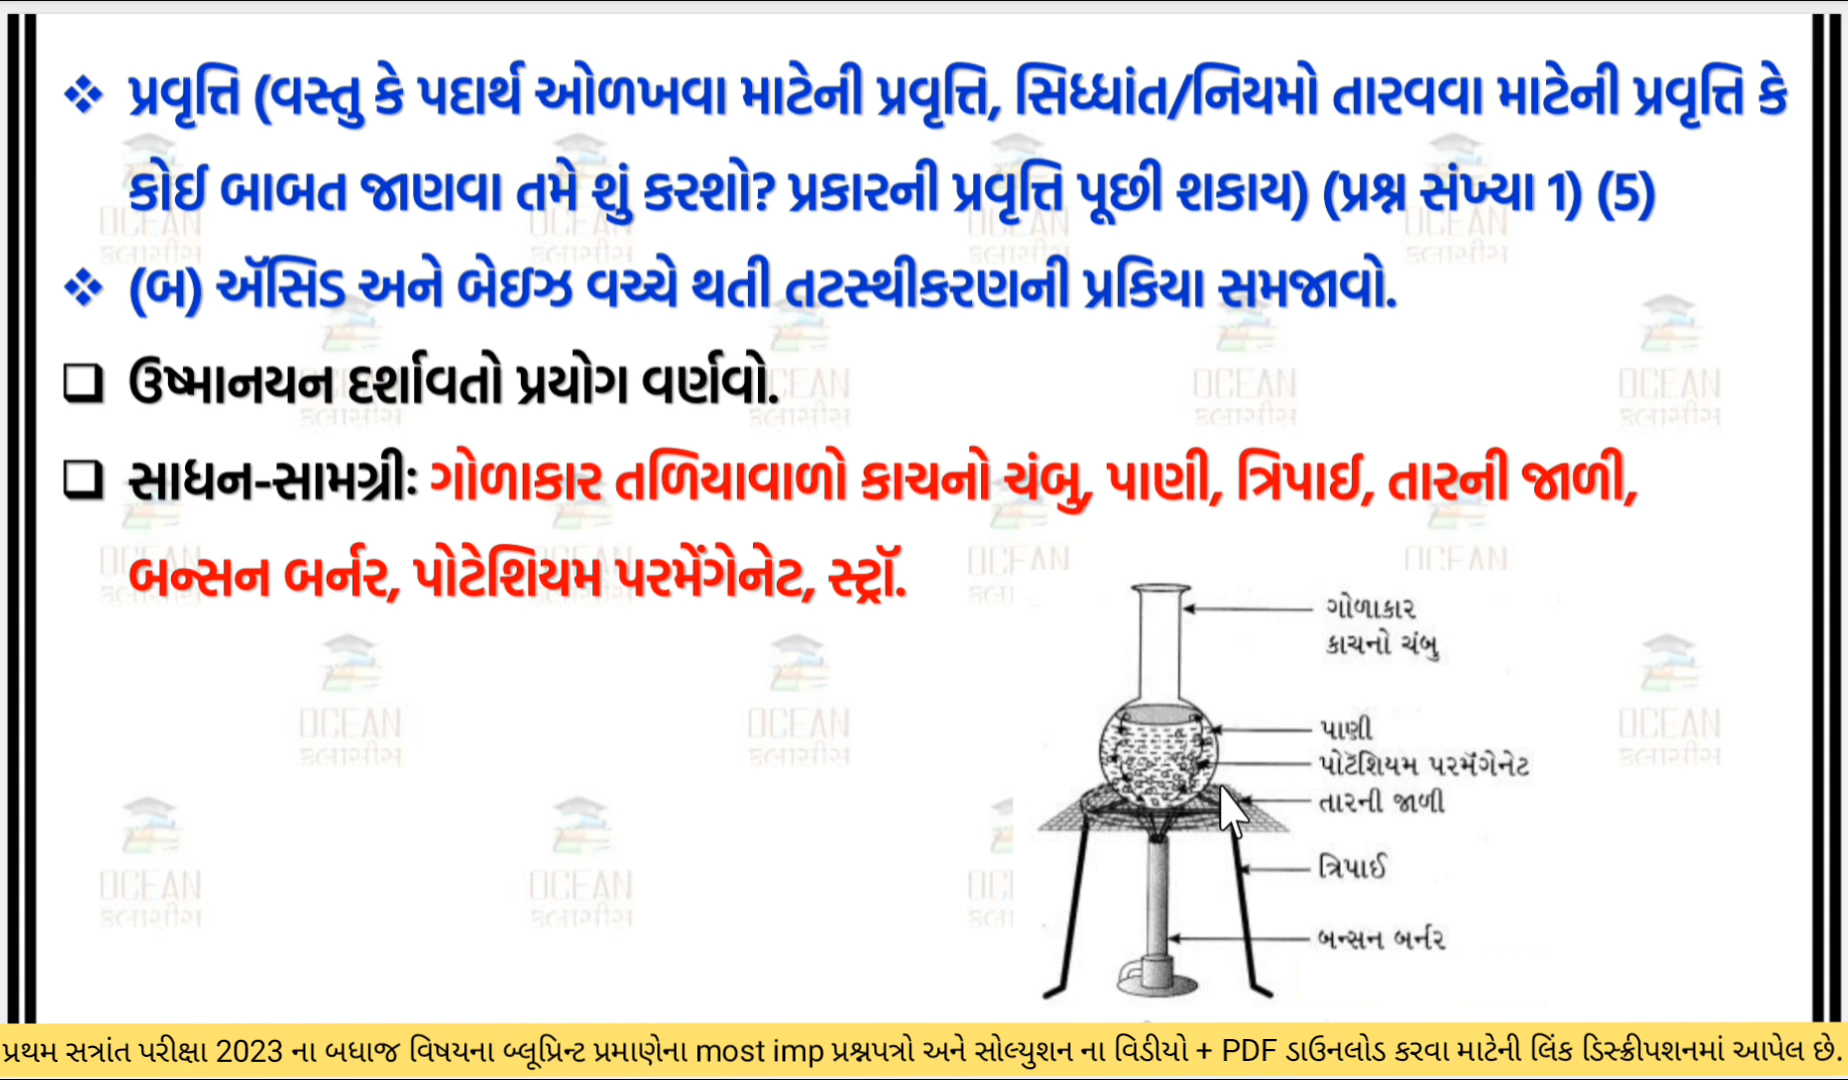 ❖ પ્રવૃત્તિ (વસ્તુ કે પદાર્થ ઓળખવા માટેની પ્રવૃત્તિ, સિધ્ધાંત/નિયમો તારવવા માટેની પ્રવૃત્તિ કે
કોઈ બાબત જાણવા તમે શું કરશો? પ્રકારની પ્રવૃત્તિ પૂછી શકાય) (પ્રશ્ન સંખ્યા 1) (5)
❖ (બ) ઍસિડ અને બેઇઝ વચ્ચે થતી તટસ્થીકરણની પ્રકિયા સમજાવો.
❑ ઉષ્માનયન દર્શાવતો પ્રયોગ વર્ણવો.
❑ સાધન-સામગ્રીઃ ગોળાકાર તળિયાવાળો કાચનો ચંબુ, પાણી, ત્રિપાઈ, તારની જાળી,
બન્સન બર્નર, પોટેશિયમ પરમેંગેનેટ, સ્ટ્રૉ.
ગોળાકાર
કાચનો ચંબુ
પાણી
પોટૅશિયમ પરમૅંગેનેટ
તારની જાળી
ત્રિપાઈ
બન્સન બર્નર
OCEAN
કલાસીસ
પ્રથમ સત્રાંત પરીક્ષા 2023 ના બધાજ વિષયના બ્લૂપ્રિન્ટ પ્રમાણેના most imp પ્રશ્નપત્રો અને સોલ્યુશન ના વિડીયો + PDF ડાઉનલોડ કરવા માટેની લિંક ડિસ્ક્રીપશનમાં આપેલ છે.